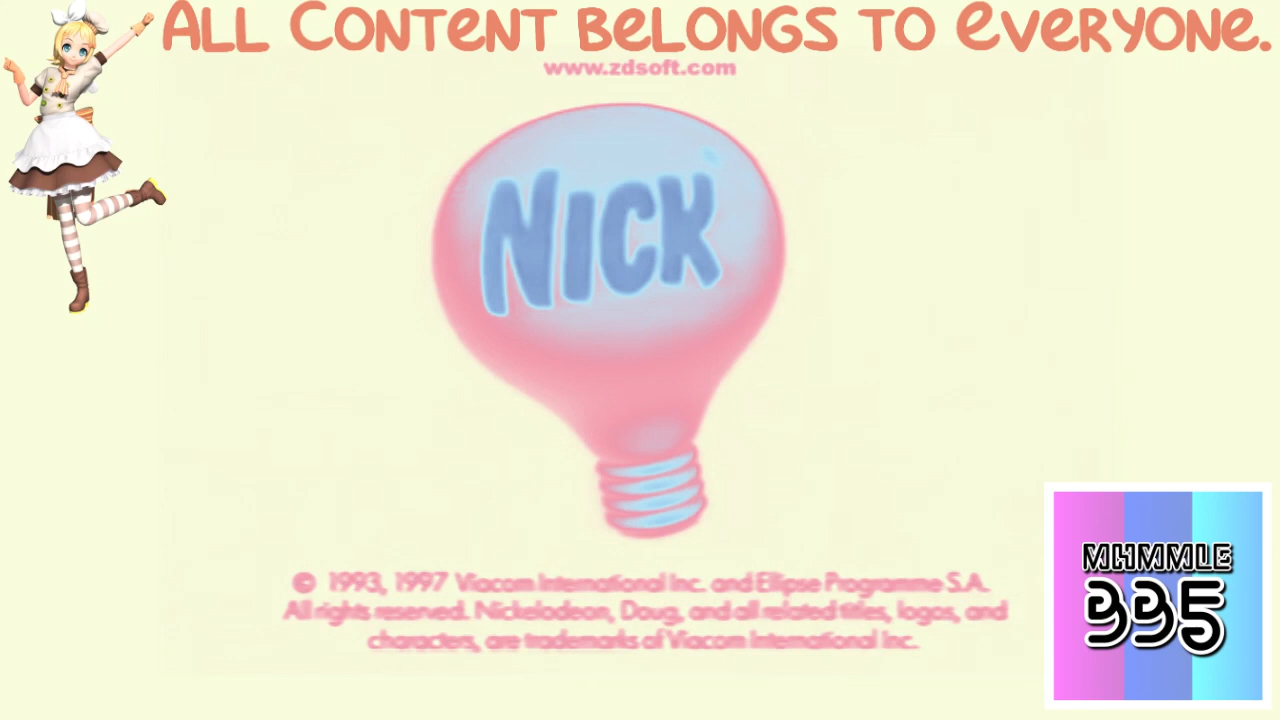 ALL CONTENT BELONGS TO EVERYONE.
www.zdsoft.com
NICK
© 1993, 1997 Viacom International Inc. and Ellipse Programme S.A.
All rights reserved. Nickelodeon, Doug, and all related titles, logos, and
characters, are trademarks of Viacom International Inc.
335